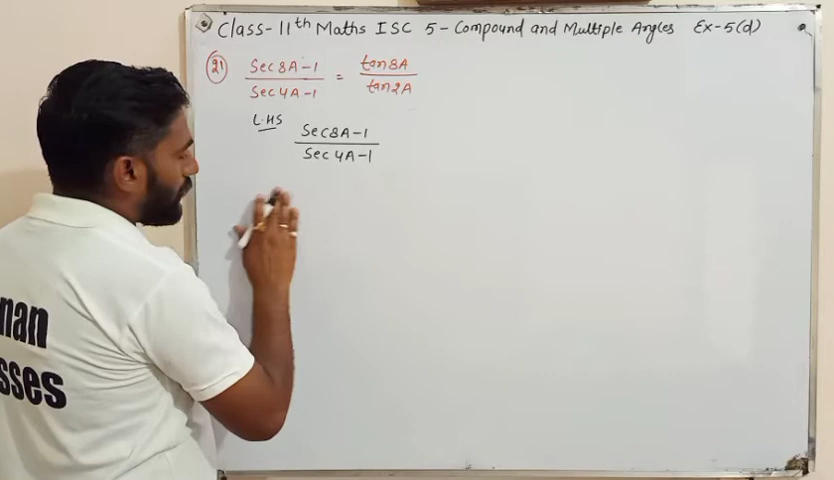 Class-11th Maths ISC 5-Compound and Multiple Angles Ex-5(d)
21 Sec8A-1 / Sec4A-1 = tan8A / tan2A
L.HS Sec8A-1 / Sec4A-1
nan
sses